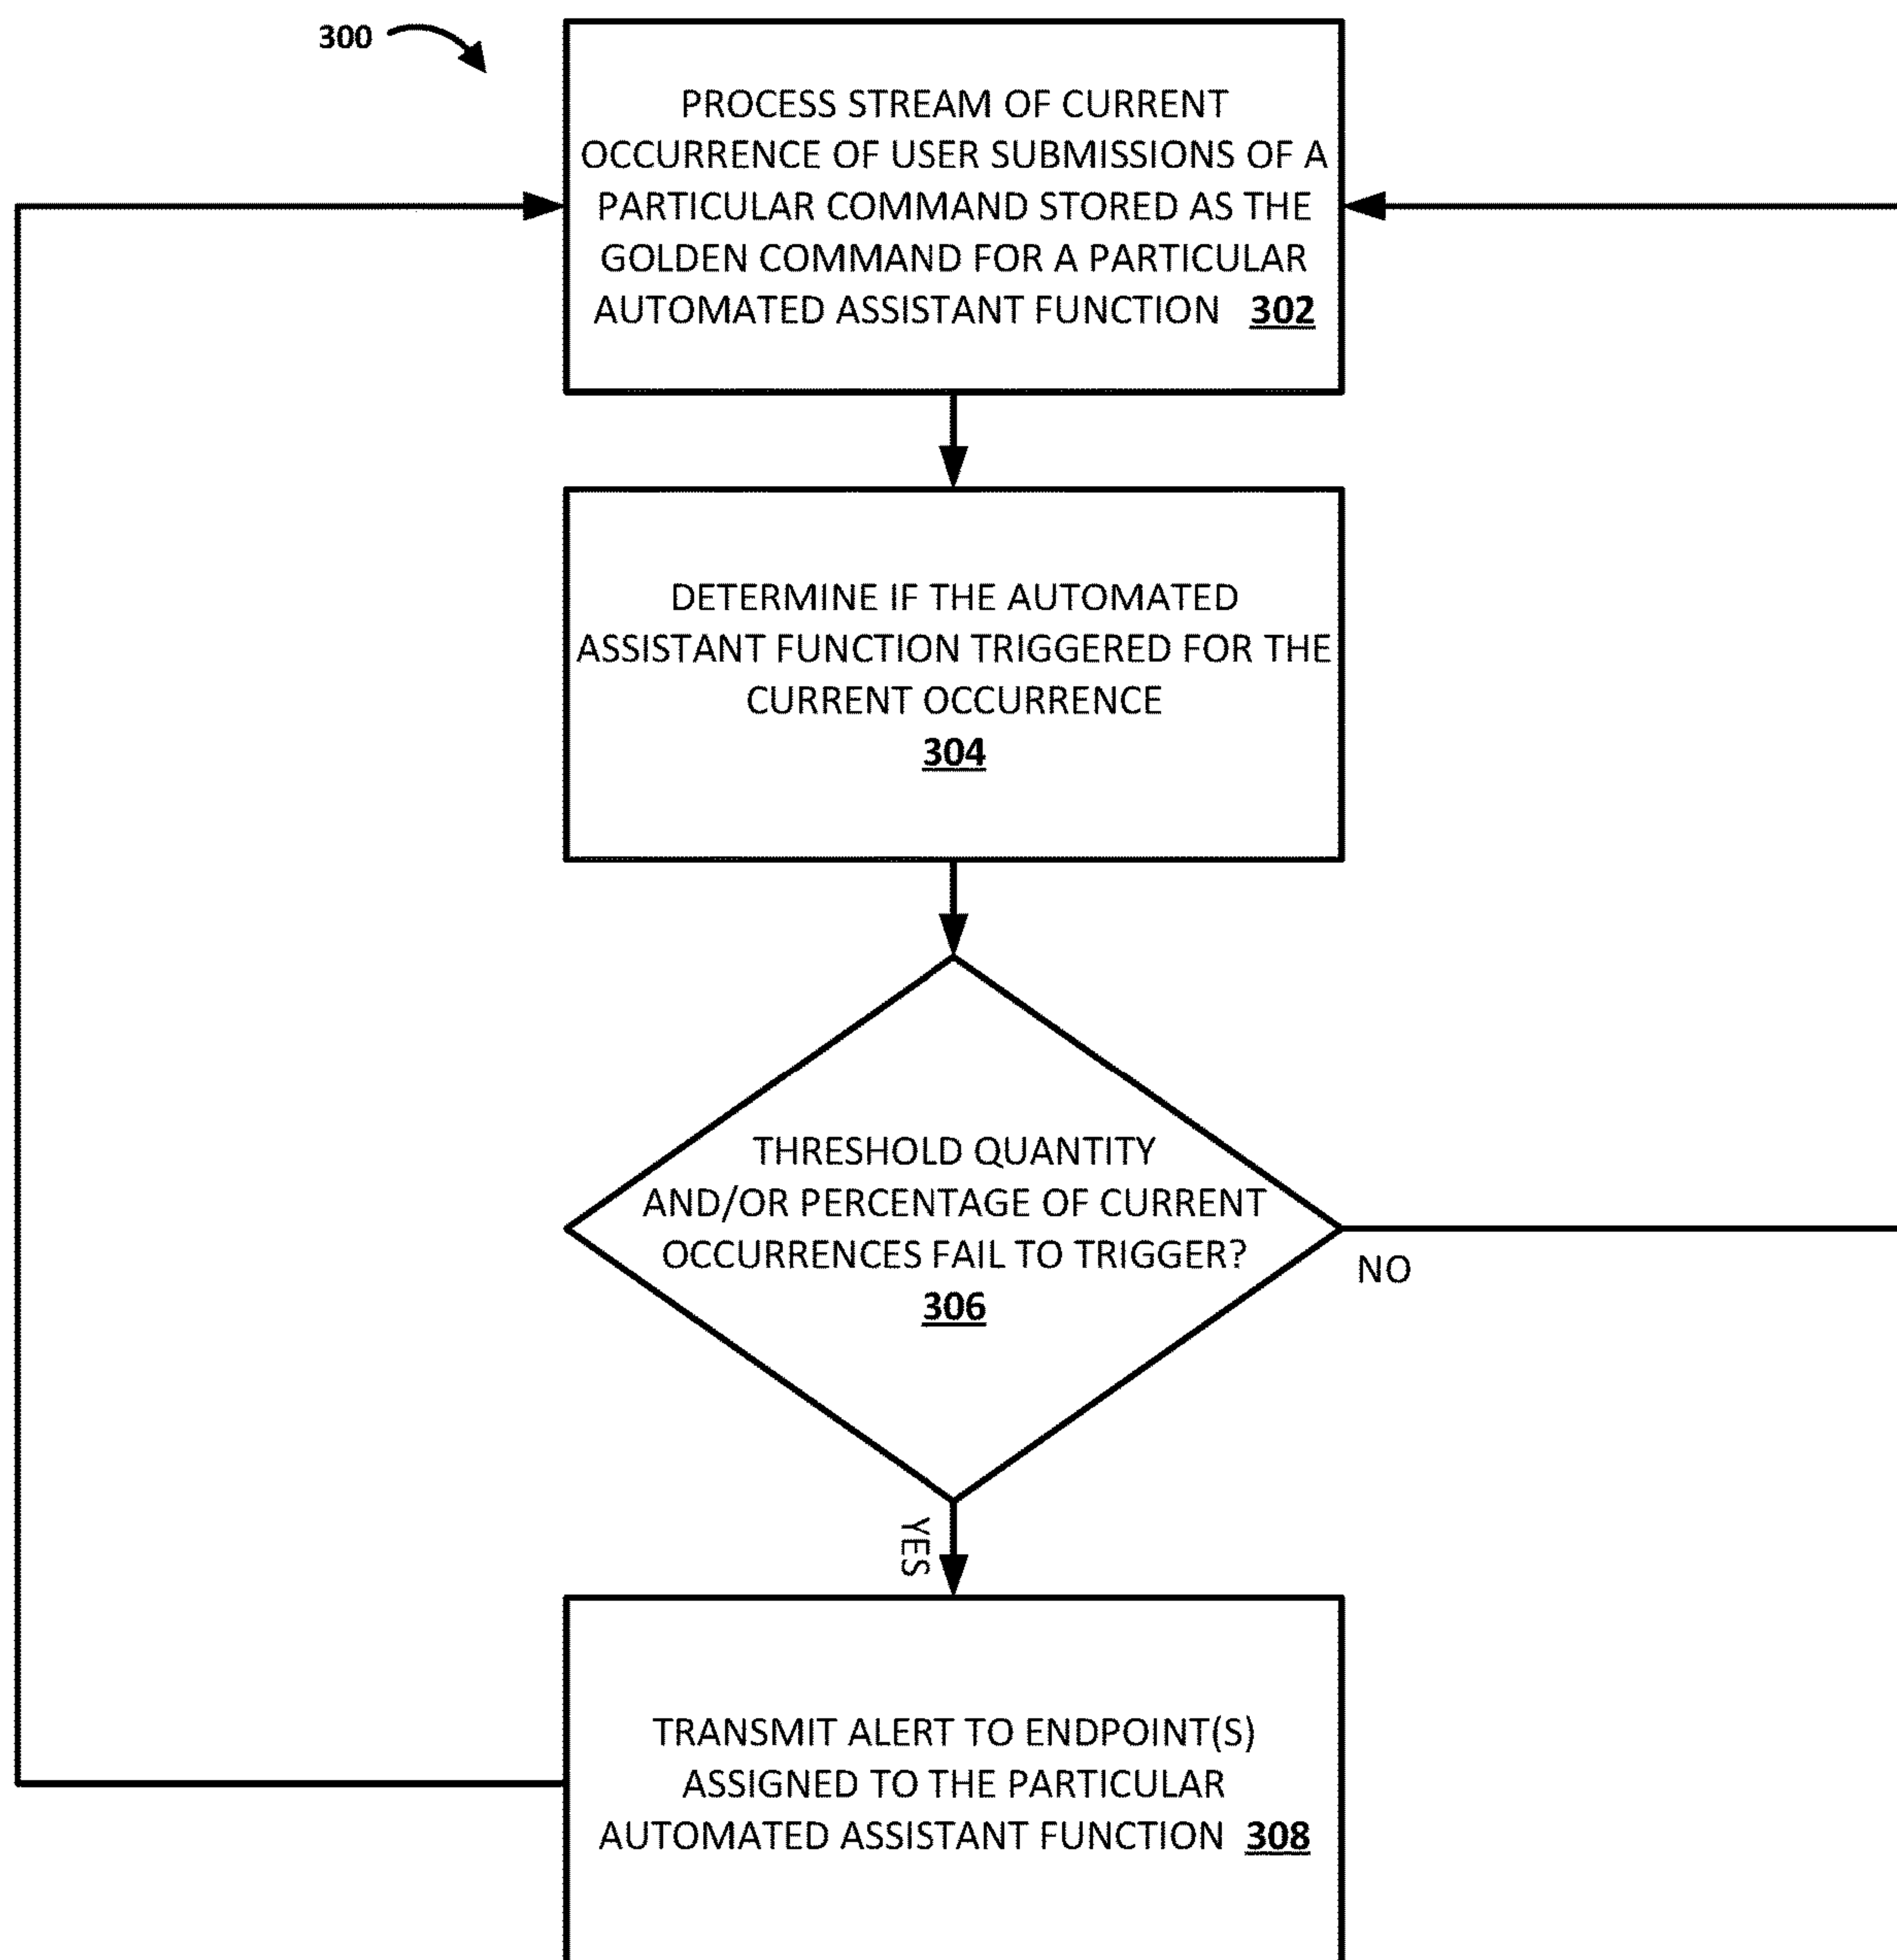 300
PROCESS STREAM OF CURRENT
OCCURRENCE OF USER SUBMISSIONS OF A
PARTICULAR COMMAND STORED AS THE
GOLDEN COMMAND FOR A PARTICULAR
AUTOMATED ASSISTANT FUNCTION 302
DETERMINE IF THE AUTOMATED
ASSISTANT FUNCTION TRIGGERED FOR THE
CURRENT OCCURRENCE
304
THRESHOLD QUANTITY
AND/OR PERCENTAGE OF CURRENT
OCCURRENCES FAIL TO TRIGGER?
306
NO
YES
TRANSMIT ALERT TO ENDPOINT(S)
ASSIGNED TO THE PARTICULAR
AUTOMATED ASSISTANT FUNCTION 308